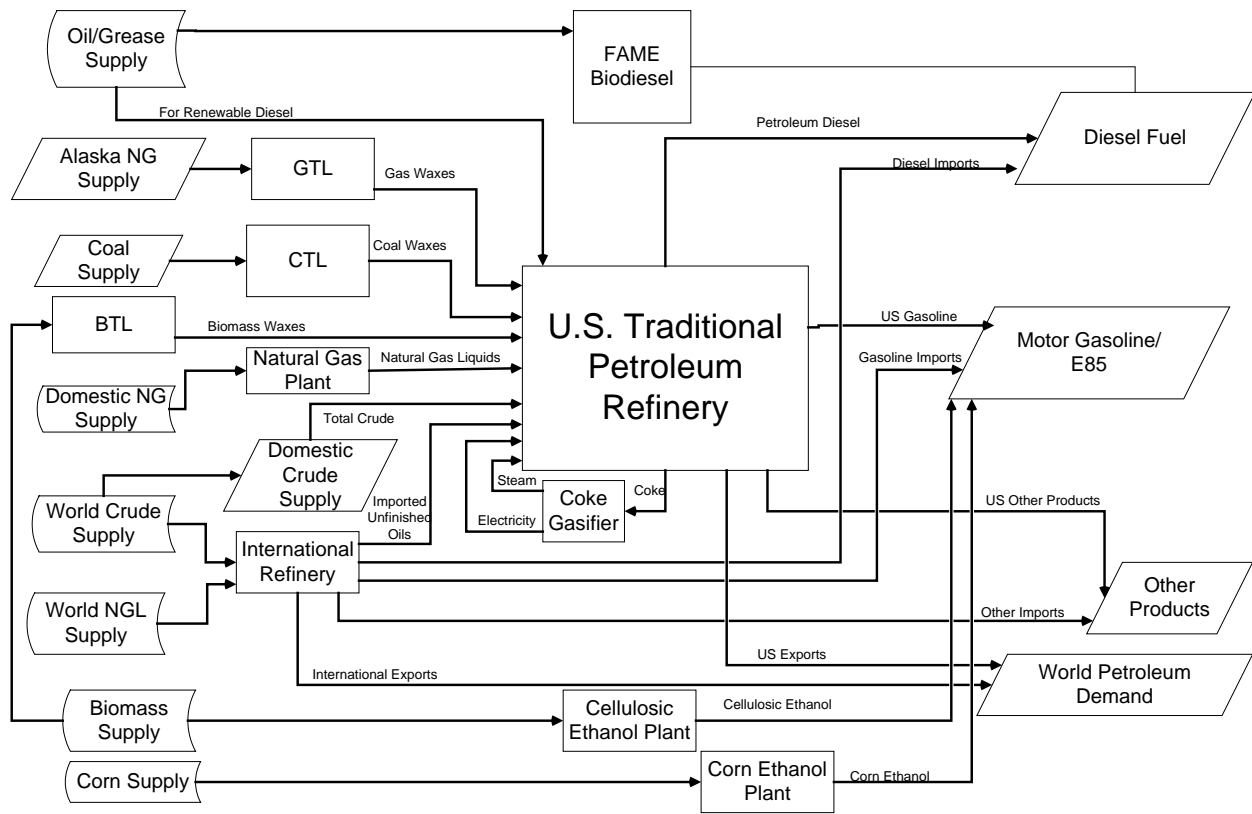 Oil/Grease
Supply
FAME
Biodiesel
For Renewable Diesel
Petroleum Diesel
Diesel Fuel
Alaska NG
Supply
GTL
Gas Waxes
Diesel Imports
Coal
Supply
CTL
Coal Waxes
BTL
Biomass Waxes
U.S. Traditional
Petroleum
Refinery
US Gasoline
Motor Gasoline/
E85
Natural Gas
Plant
Natural Gas Liquids
Gasoline Imports
Domestic NG
Supply
Total Crude
Domestic
Crude
Supply
World Crude
Supply
Imported
Unfinished
Oils
Steam
Electricity
Coke
Gasifier
Coke
US Other Products
International
Refinery
World NGL
Supply
Other
Products
Other Imports
US Exports
International Exports
World Petroleum
Demand
Biomass
Supply
Cellulosic
Ethanol Plant
Cellulosic Ethanol
Corn Supply
Corn Ethanol
Plant
Corn Ethanol